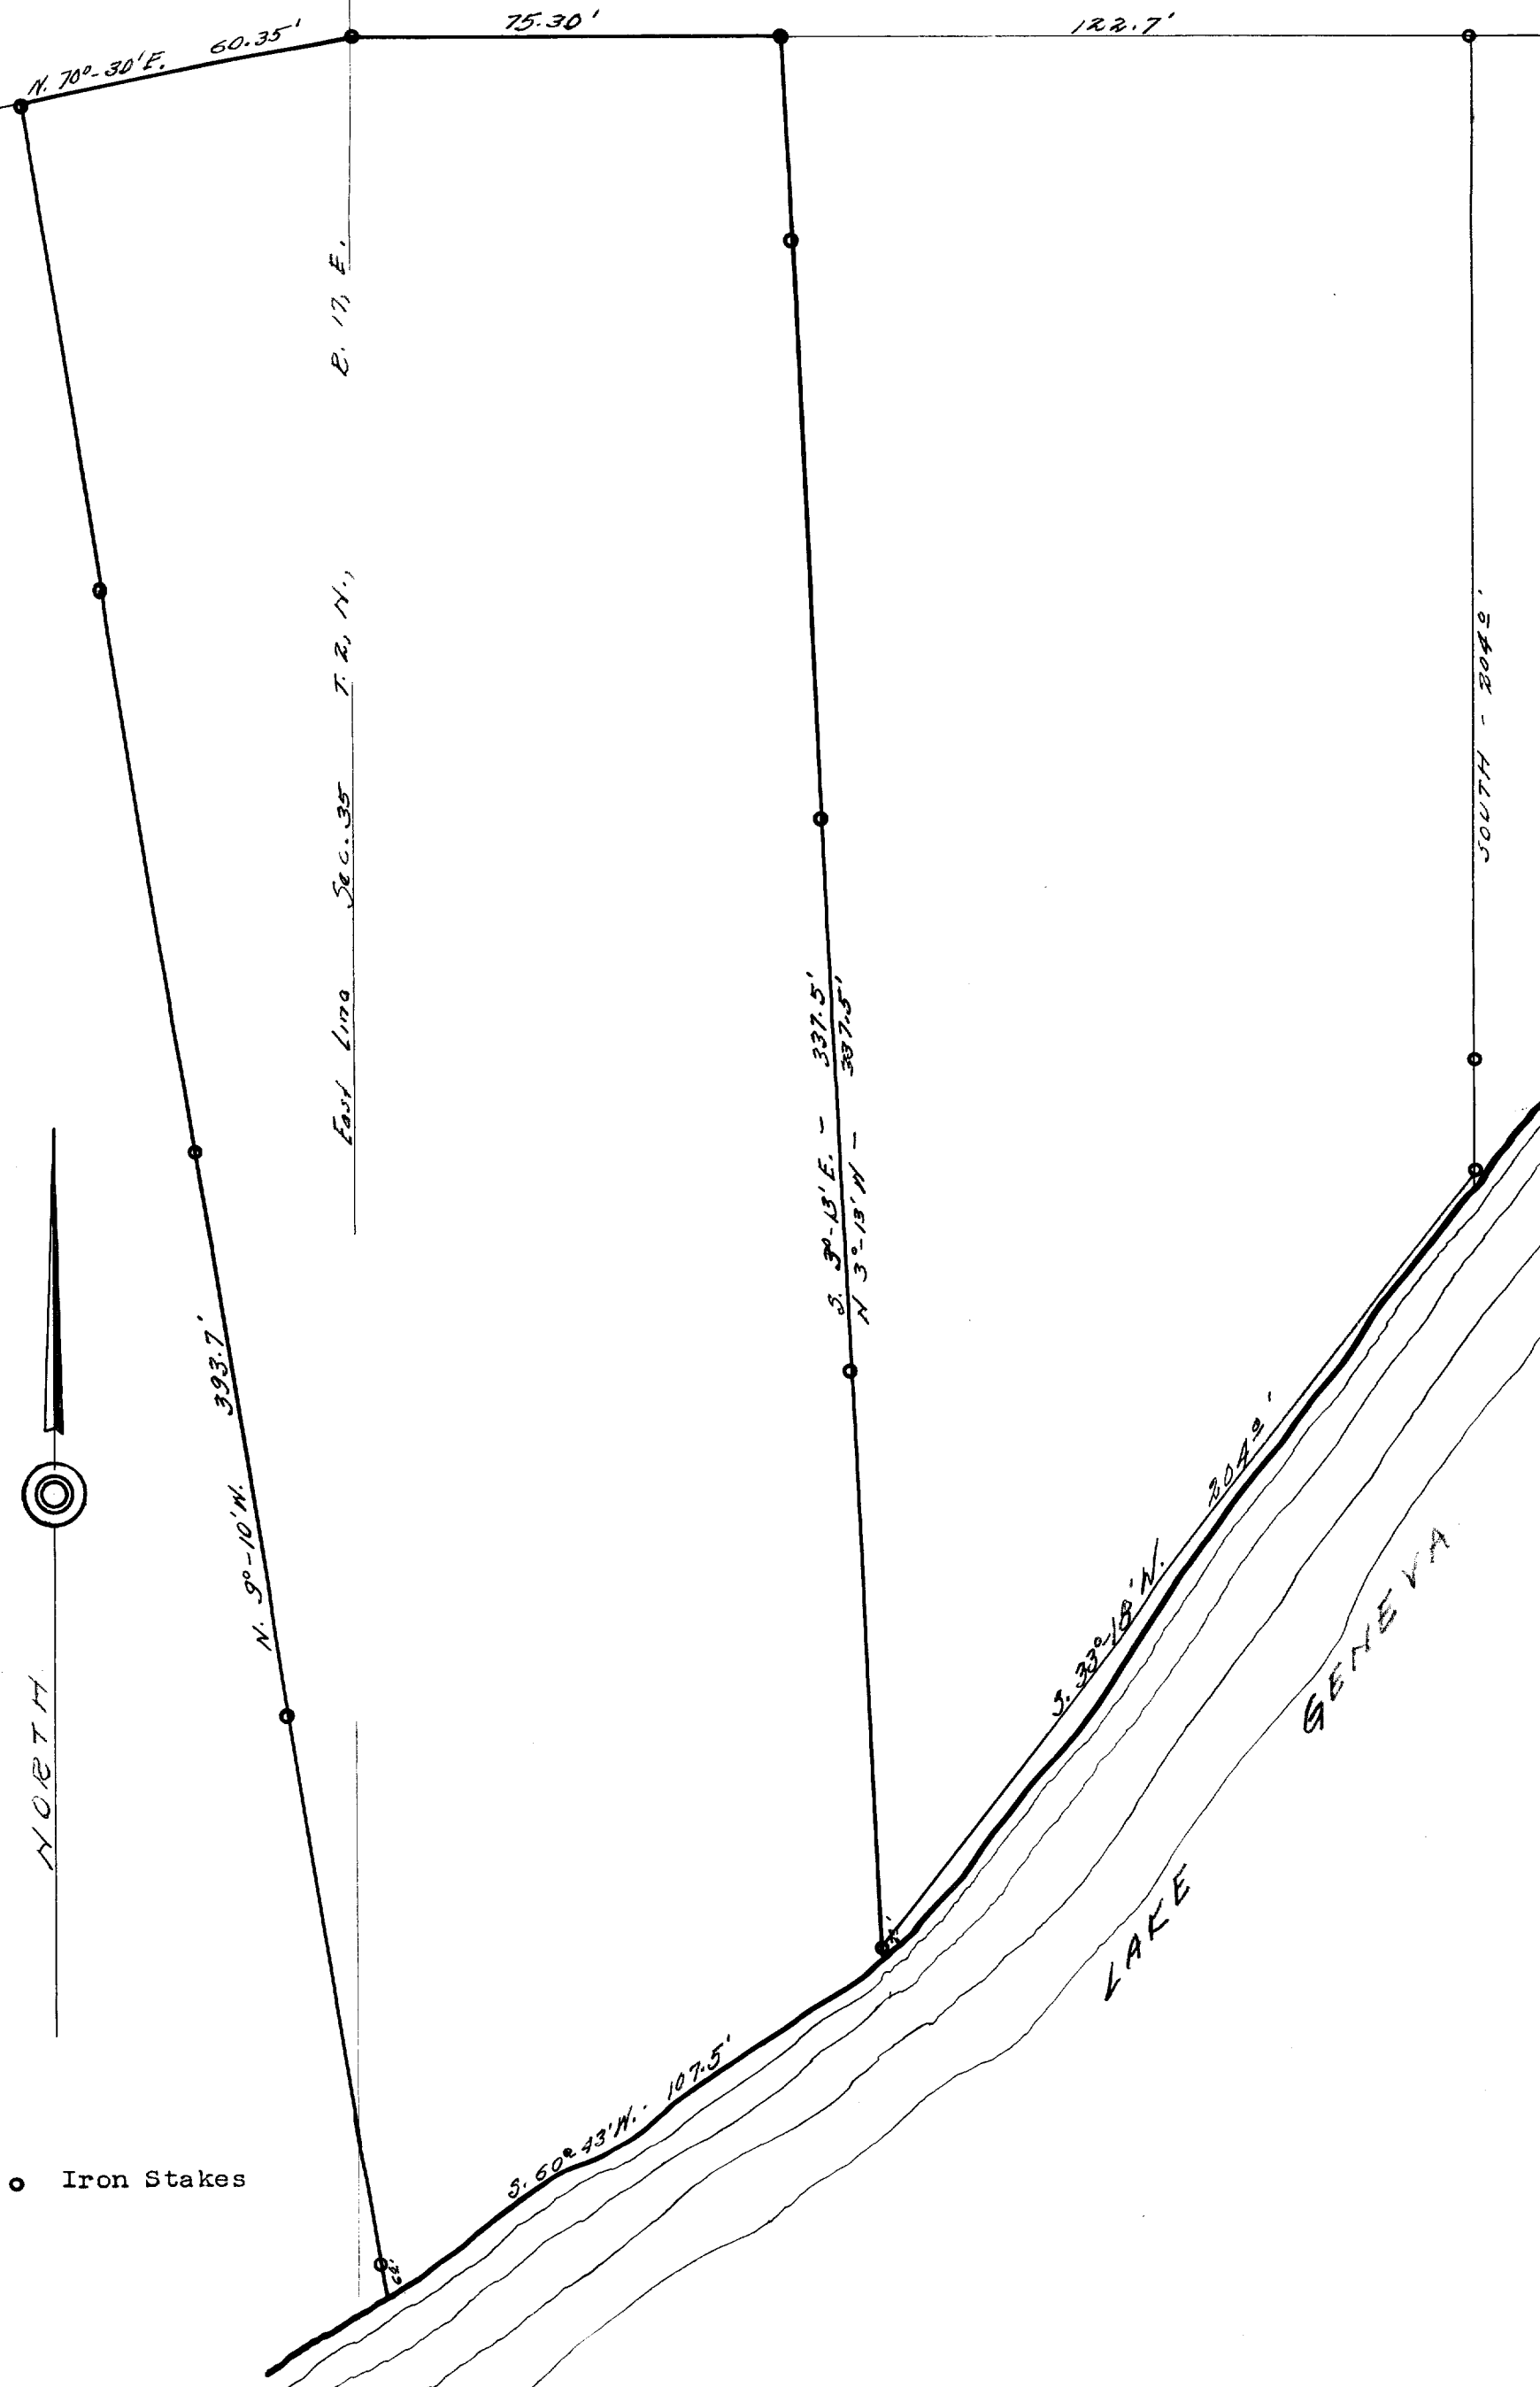 N. 70°-30'E. 60.35'
75.30'
122.7'
East Line Sec. 35 T. 2, N., R. 17, E.
SOUTH - 204.0'
S. 3°-13' E. - 337.5'
N 3°-13' W - 337.5'
N. 9°-10' W. 393.7'
S. 33°-18' W. 204.0'
S. 60°-43' W. - 107.5'
LAKE GENEVA
NORTH
Iron Stakes